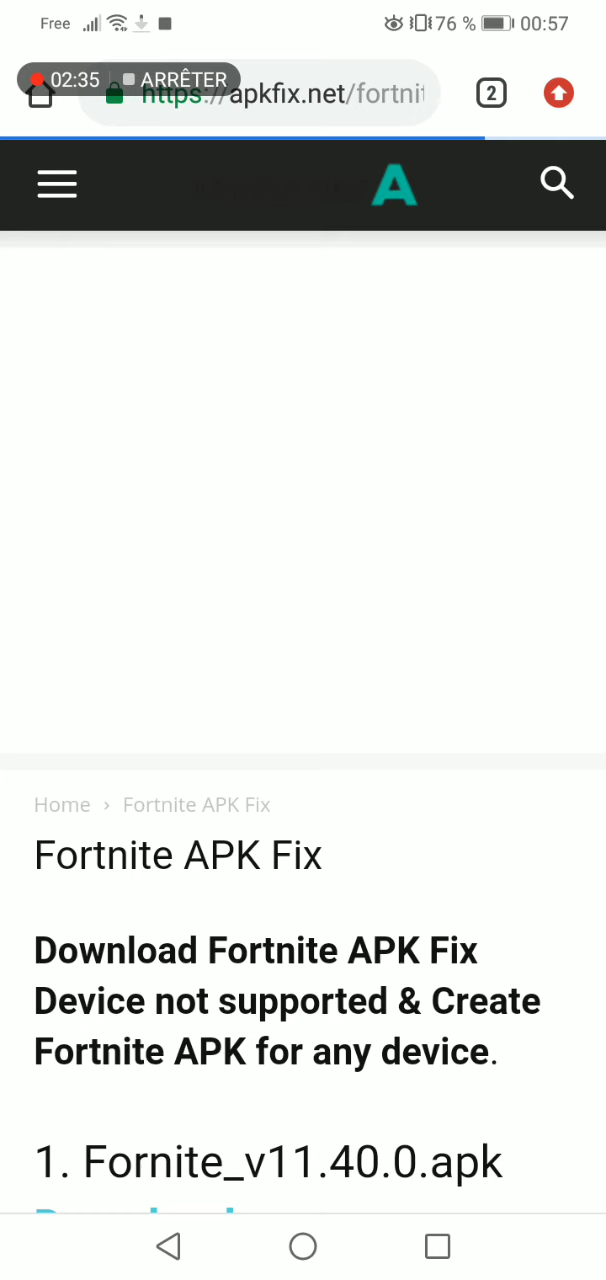 Free 76 % 00:57
02:35 ARRÊTER
https://apkfix.net/fortni
2
A
Home › Fortnite APK Fix
Fortnite APK Fix
Download Fortnite APK Fix
Device not supported & Create
Fortnite APK for any device.
1. Fornite_v11.40.0.apk